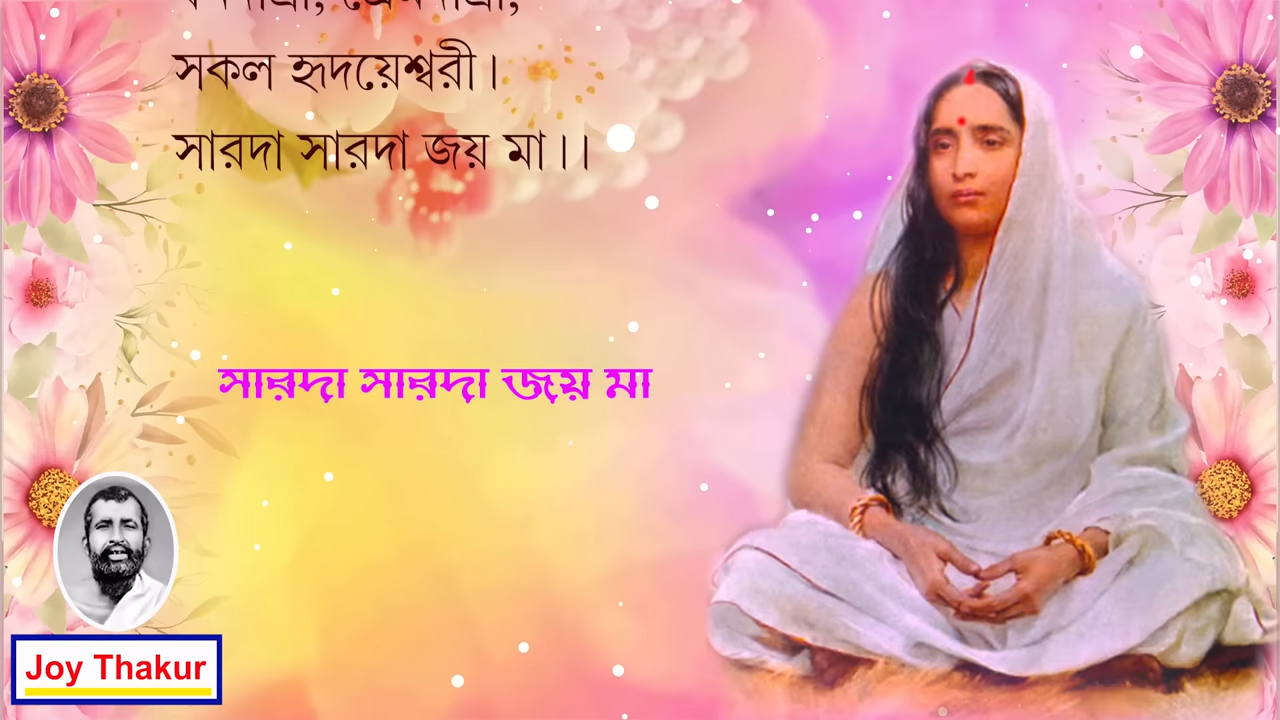 সকল হৃদয়েশ্বরী।
সারদা সারদা জয় মা।।
সারদা সারদা জয় মা
Joy Thakur